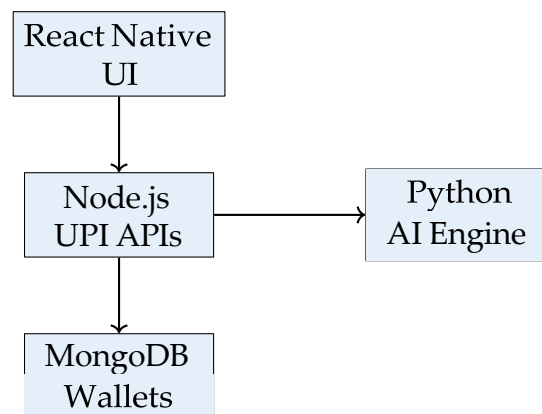 React Native
UI
Node.js
UPI APIs
Python
AI Engine
MongoDB
Wallets